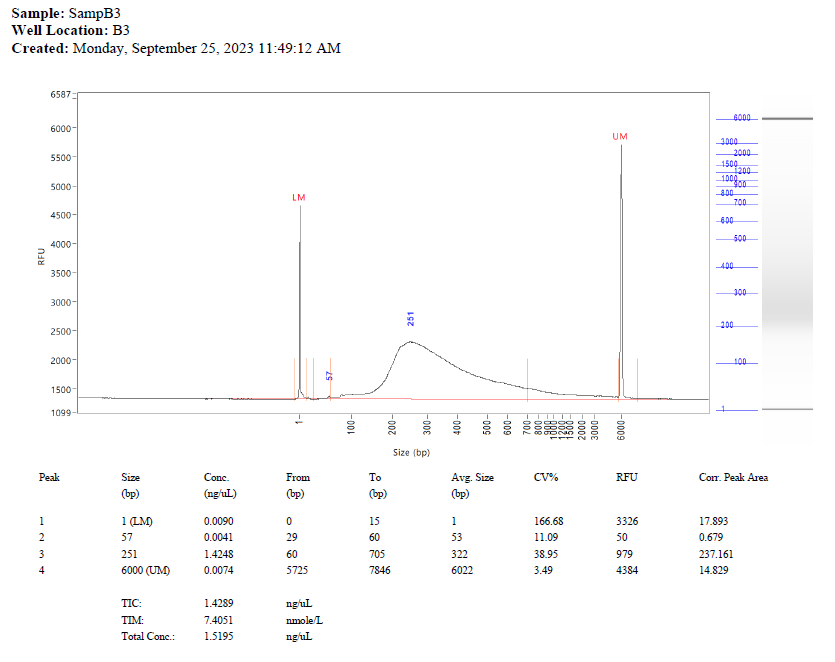 Sample: SampB3
Well Location: B3
Created: Monday, September 25, 2023 11:49:12 AM
6587
6000
5500
5000
4500
4000
3500
3000
2500
2000
1500
1099
RFU
LM
57
251
UM
1 100 200 300 400 500 600 700 800 900 1000 1200 1500 2000 3000 6000
Size (bp)
6000
3000
2000
1500
1200
1000
900
800
700
600
500
400
300
200
100
1
Peak Size Conc. From To Avg. Size CV% RFU Corr. Peak Area
(bp) (ng/uL) (bp) (bp) (bp)
1 1 (LM) 0.0090 0 15 1 166.68 3326 17.893
2 57 0.0041 29 60 53 11.09 50 0.679
3 251 1.4248 60 705 322 38.95 979 237.161
4 6000 (UM) 0.0074 5725 7846 6022 3.49 4384 14.829
TIC: 1.4289 ng/uL
TIM: 7.4051 nmole/L
Total Conc.: 1.5195 ng/uL